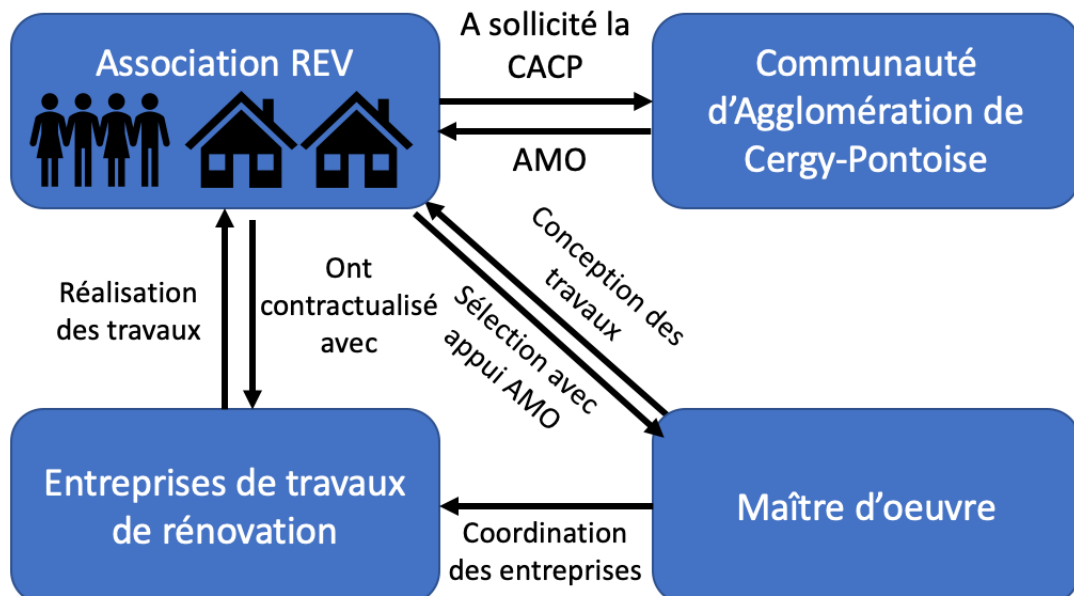 Association REV
A sollicité la
CACP
AMO
Communauté
d’Agglomération de
Cergy-Pontoise
Réalisation
des travaux
Ont
contractualisé
avec
Conception des
travaux
Sélection avec
appui AMO
Entreprises de travaux
de rénovation
Coordination
des entreprises
Maître d’oeuvre